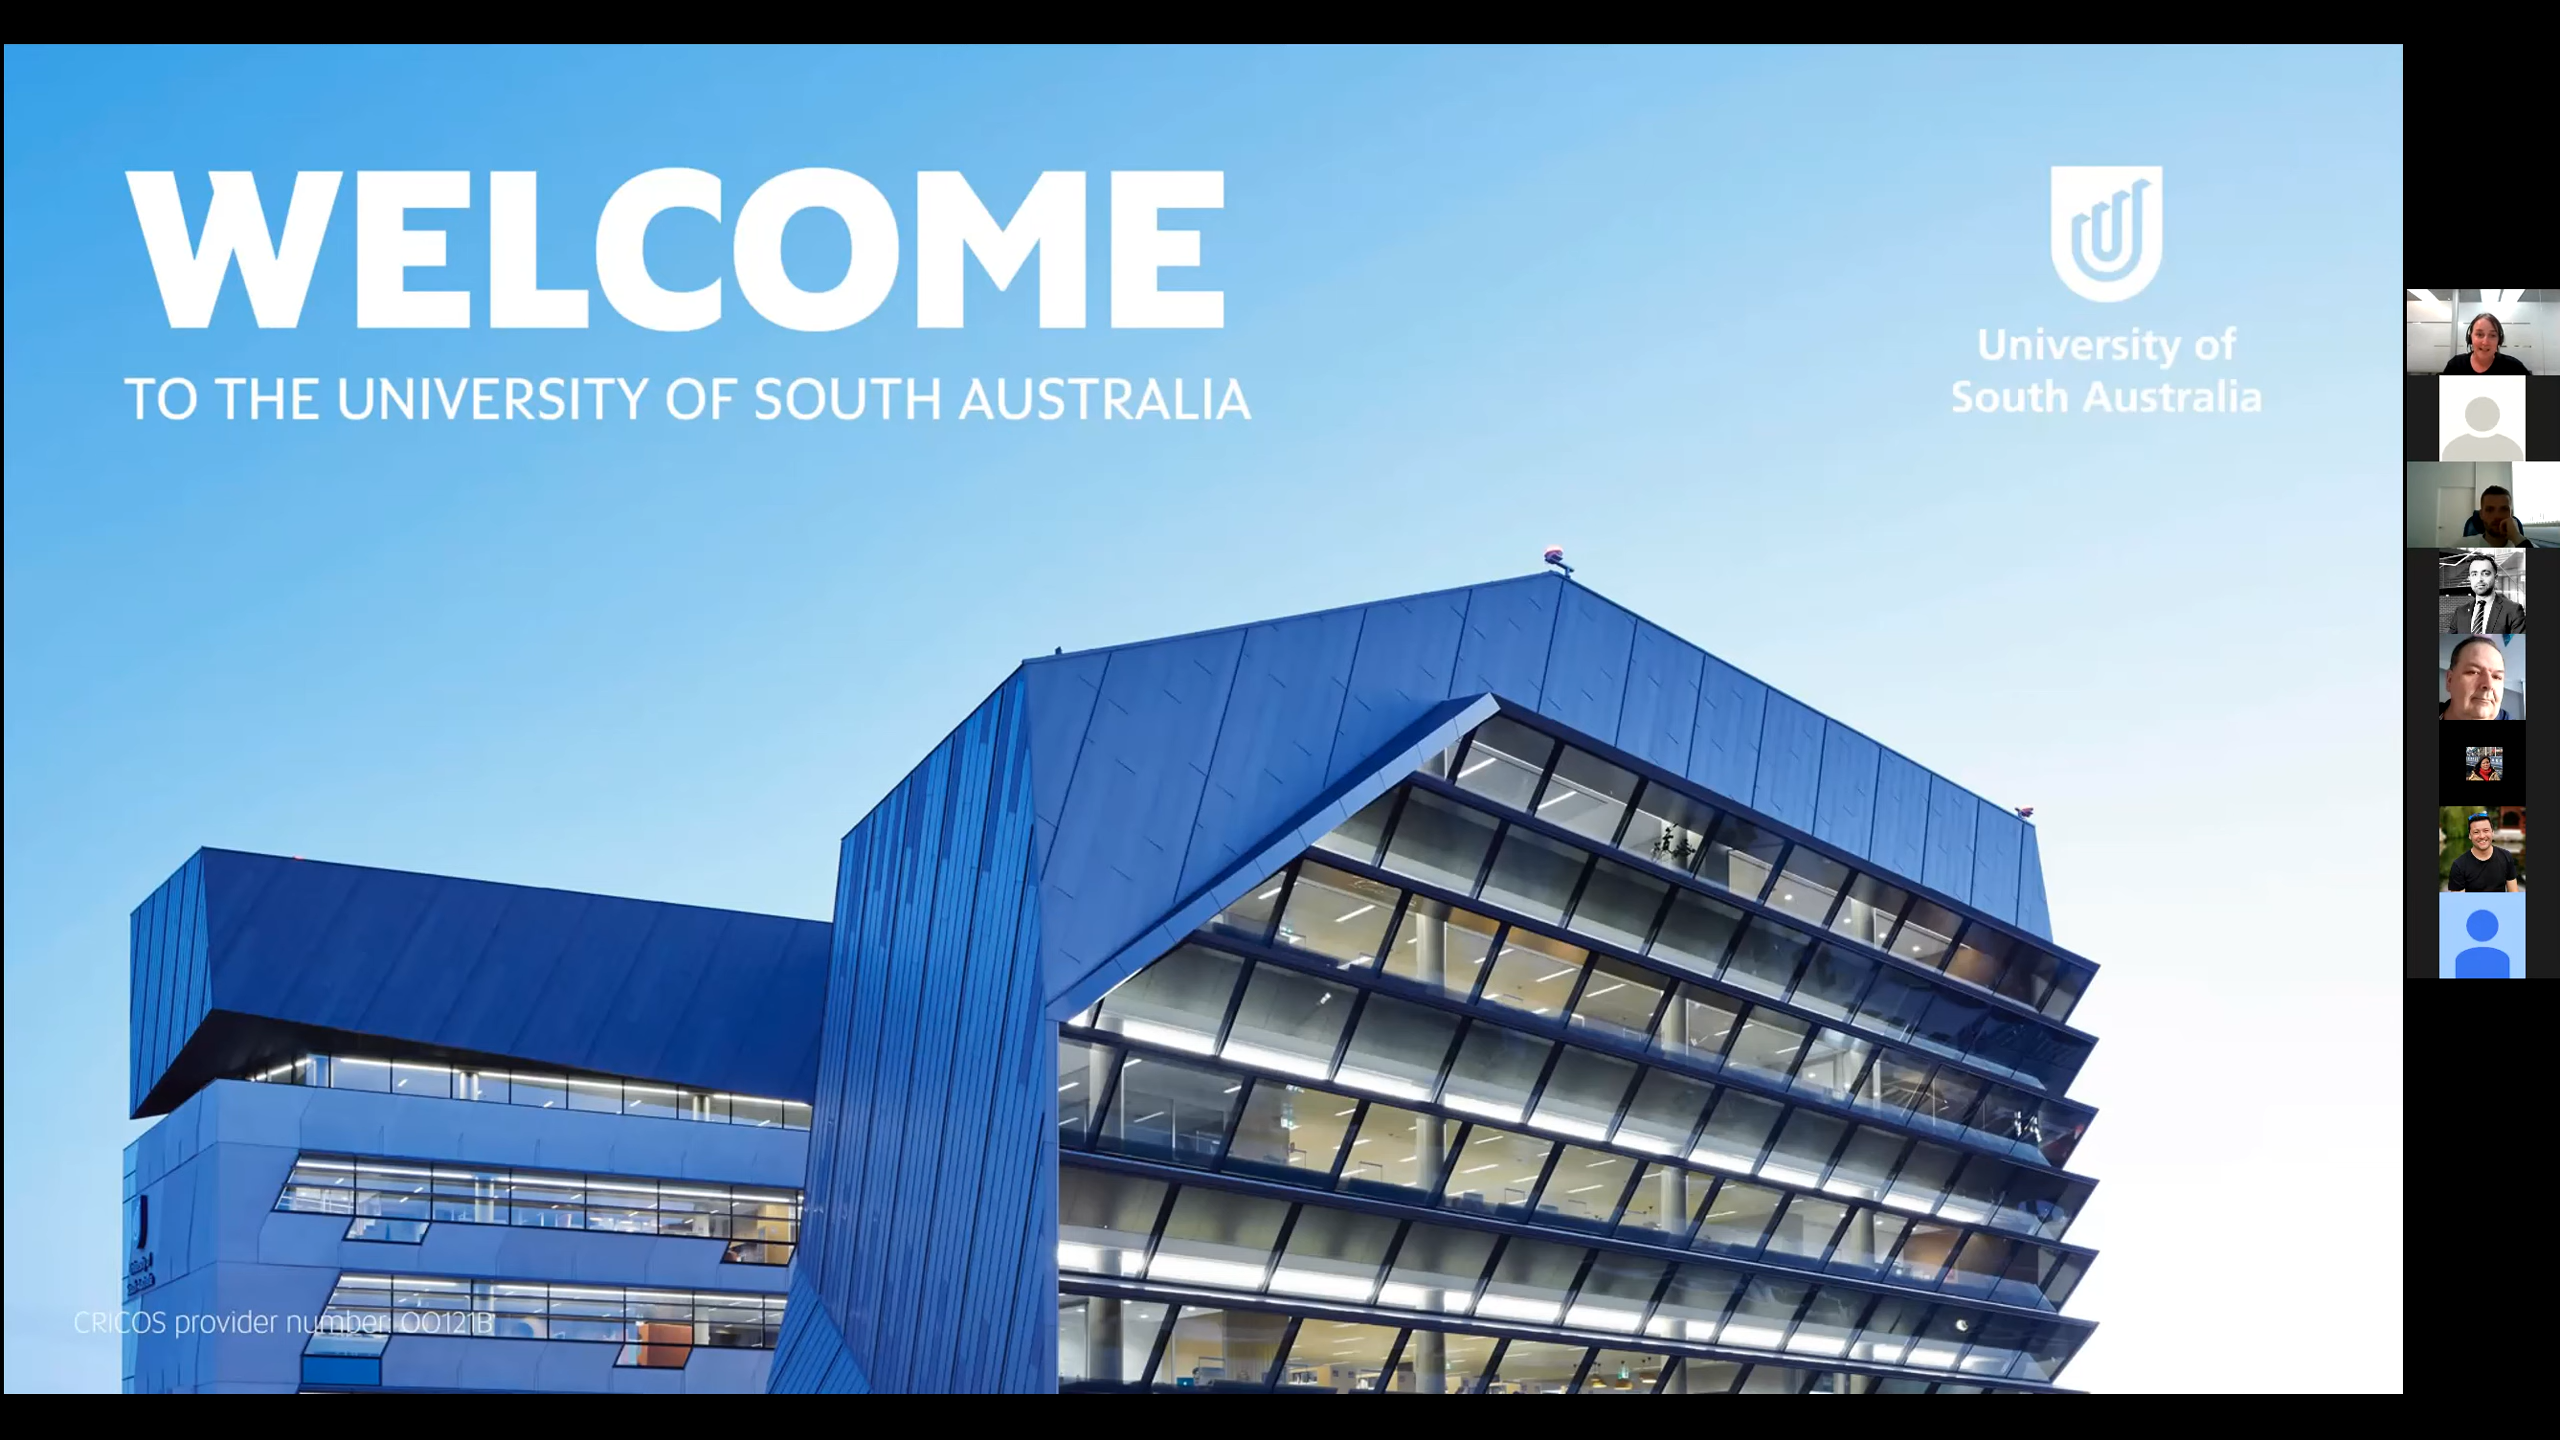 WELCOME
TO THE UNIVERSITY OF SOUTH AUSTRALIA
University of
South Australia
CRICOS provider number 00121B